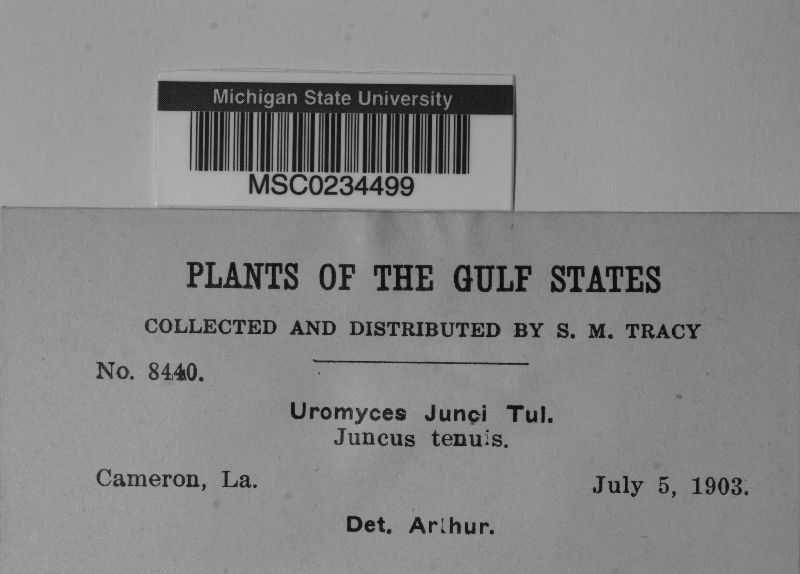 Michigan State University
MSC0234499
PLANTS OF THE GULF STATES
COLLECTED AND DISTRIBUTED BY S. M. TRACY
No. 8440.
Uromyces Junci Tul.
Juncus tenuis.
Cameron, La. July 5, 1903.
Det. Arthur.